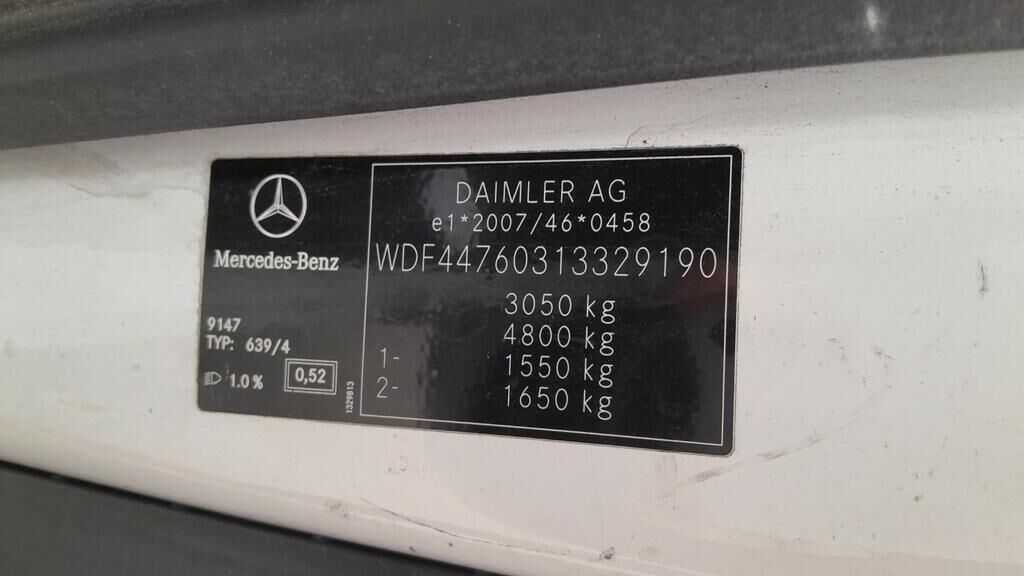 Mercedes-Benz
9147
TYP: 639/4
1.0 %
0,52
1329813
DAIMLER AG
e1*2007/46*0458
WDF44760313329190
3050 kg
4800 kg
1- 1550 kg
2- 1650 kg